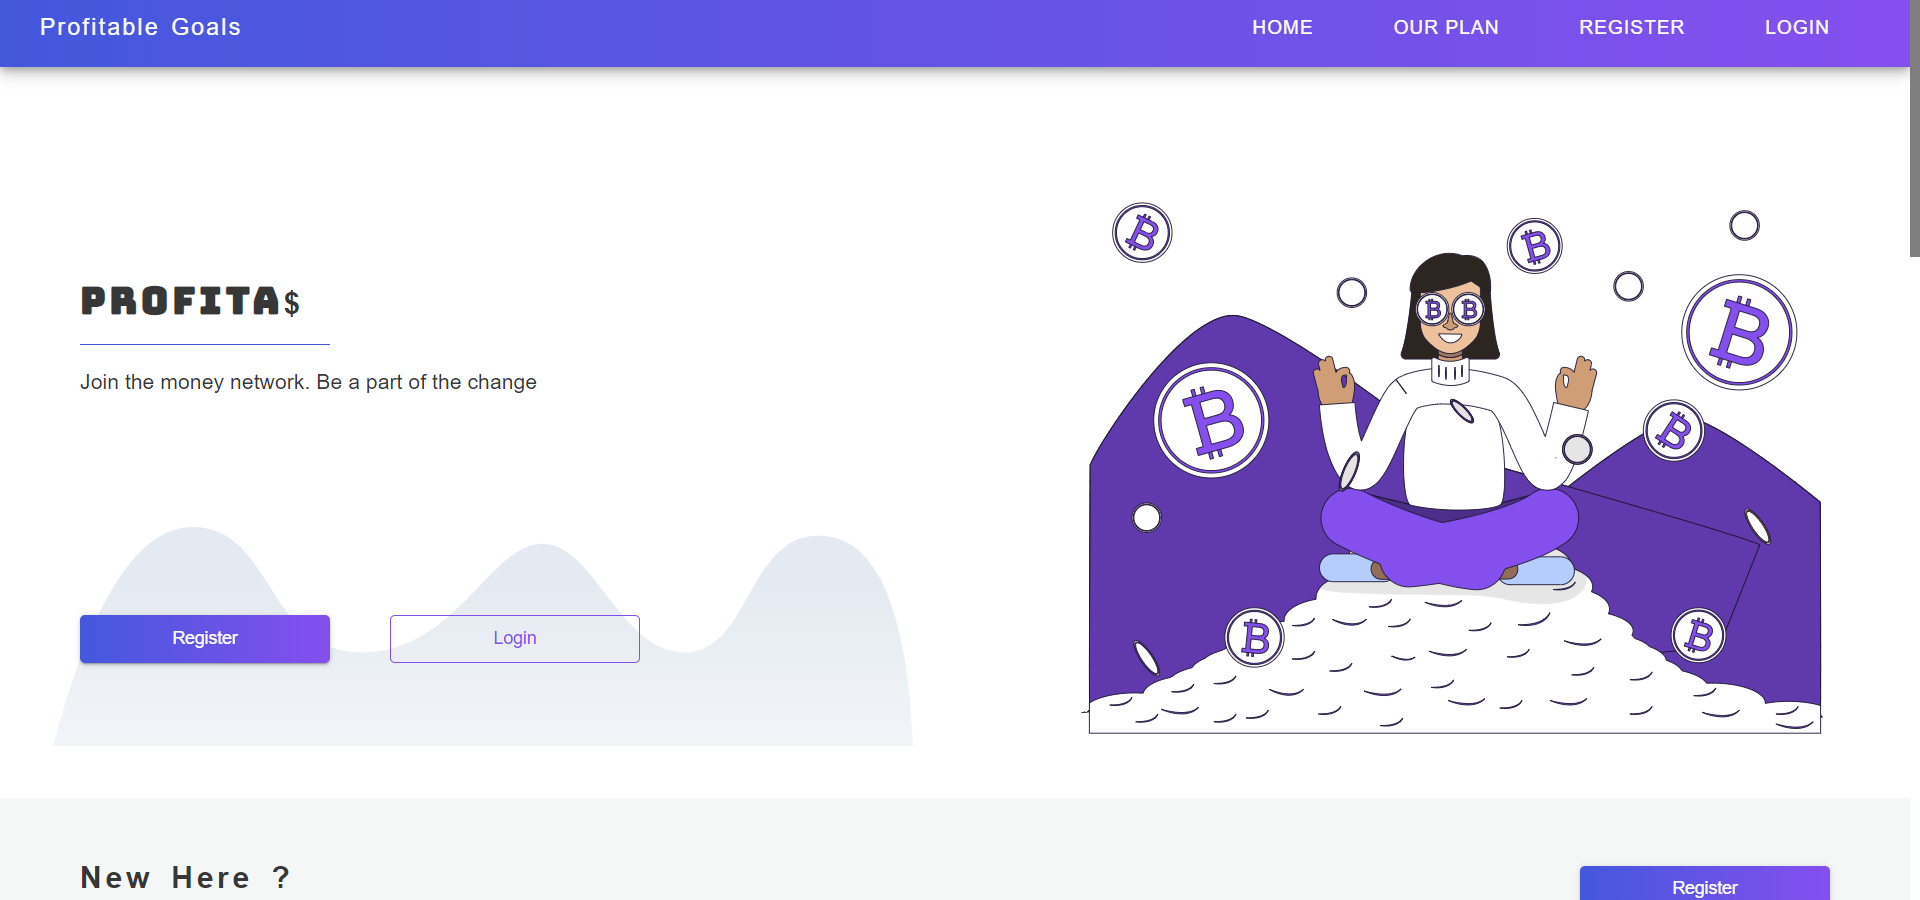 Profitable Goals
HOME
OUR PLAN
REGISTER
LOGIN
PROFITA$
Join the money network. Be a part of the change
Register
Login
New Here ?
Register